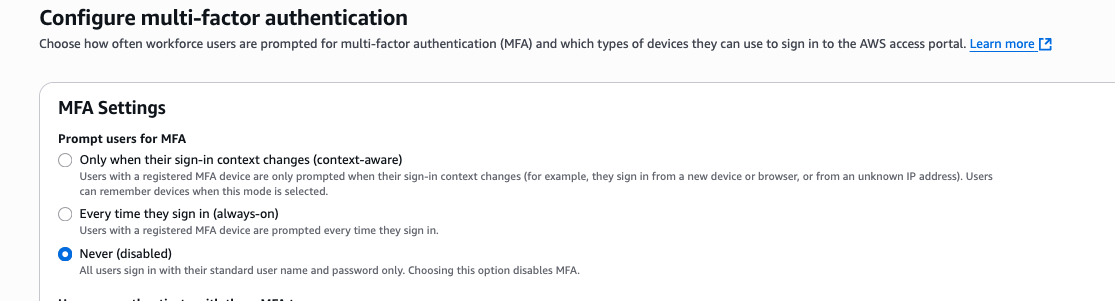 Configure multi-factor authentication
Choose how often workforce users are prompted for multi-factor authentication (MFA) and which types of devices they can use to sign in to the AWS access portal. Learn more
MFA Settings
Prompt users for MFA
Only when their sign-in context changes (context-aware)
Users with a registered MFA device are only prompted when their sign-in context changes (for example, they sign in from a new device or browser, or from an unknown IP address). Users
can remember devices when this mode is selected.
Every time they sign in (always-on)
Users with a registered MFA device are prompted every time they sign in.
Never (disabled)
All users sign in with their standard user name and password only. Choosing this option disables MFA.